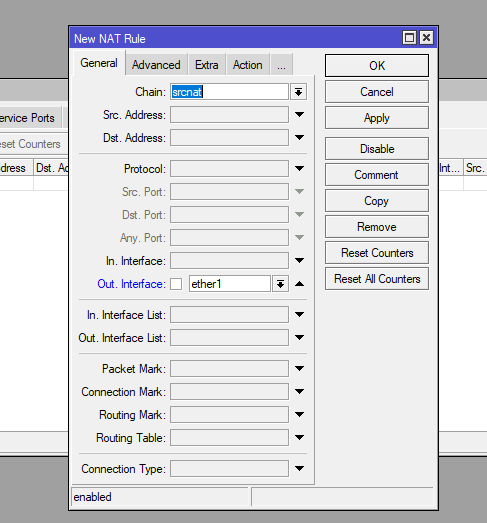 New NAT Rule
General Advanced Extra Action ...
Chain: srcnat
Src. Address:
Dst. Address:
Protocol:
Src. Port:
Dst. Port:
Any. Port:
In. Interface:
Out. Interface: ether1
In. Interface List:
Out. Interface List:
Packet Mark:
Connection Mark:
Routing Mark:
Routing Table:
Connection Type:
enabled
OK
Cancel
Apply
Disable
Comment
Copy
Remove
Reset Counters
Reset All Counters
ervice Ports
set Counters
dress Dst. Ad
Int... Src.